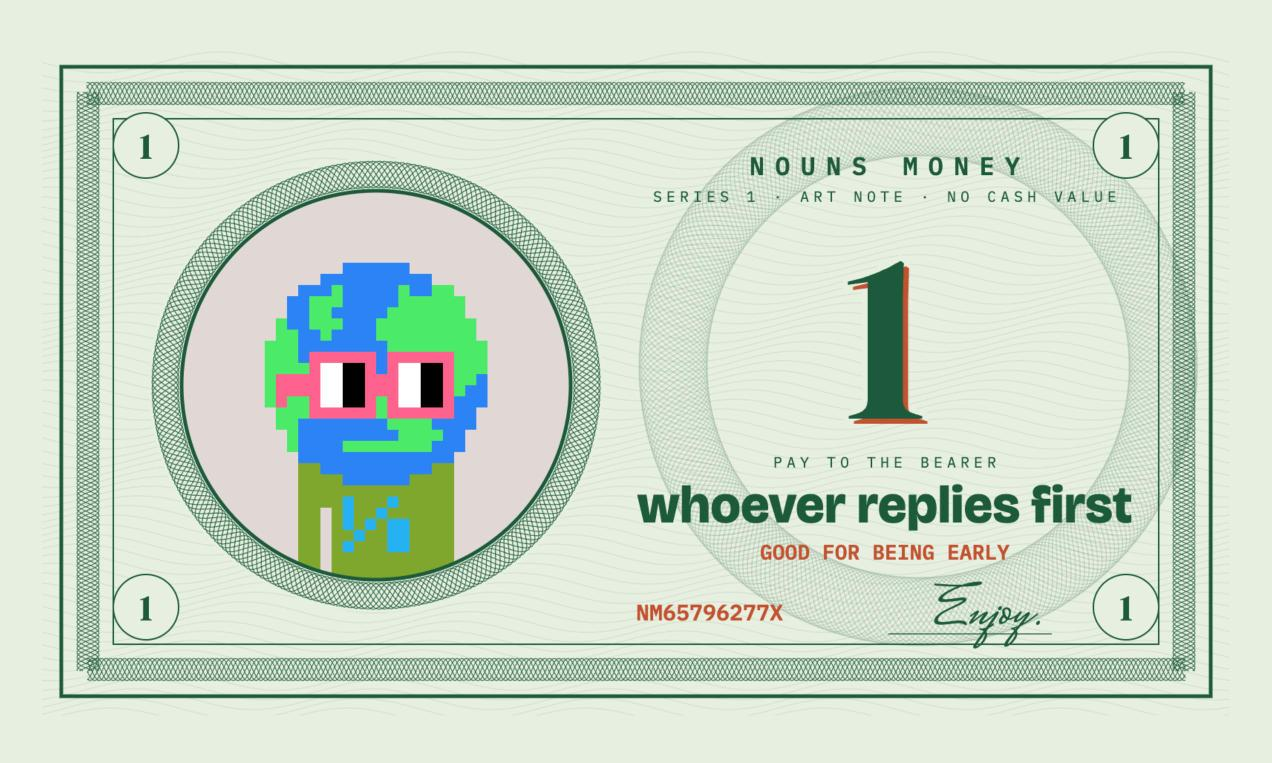 1
1
NOUNS MONEY
SERIES 1 · ART NOTE · NO CASH VALUE
1
PAY TO THE BEARER
whoever replies first
GOOD FOR BEING EARLY
NM65796277X
Enjoy.
1
1